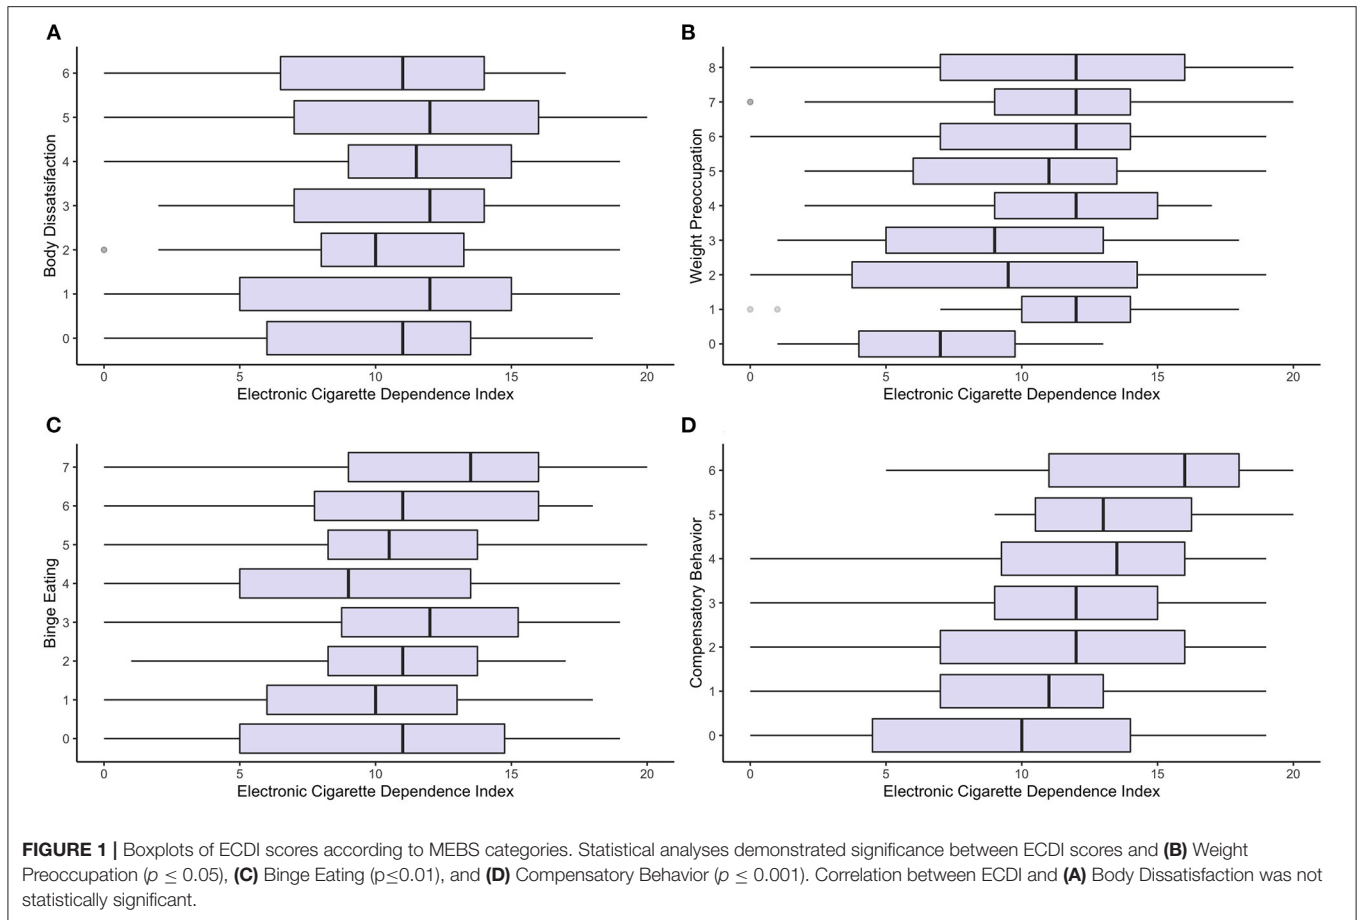 A
6
5
4
3
2
1
0
Body Dissatsifaction
0 5 10 15 20
Electronic Cigarette Dependence Index
B
8
7
6
5
4
3
2
1
0
Weight Preoccupation
0 5 10 15 20
Electronic Cigarette Dependence Index
C
7
6
5
4
3
2
1
0
Binge Eating
0 5 10 15 20
Electronic Cigarette Dependence Index
D
6
5
4
3
2
1
0
Compensatory Behavior
0 5 10 15 20
Electronic Cigarette Dependence Index
FIGURE 1 | Boxplots of ECDI scores according to MEBS categories. Statistical analyses demonstrated significance between ECDI scores and (B) Weight
Preoccupation (p ≤ 0.05), (C) Binge Eating (p≤0.01), and (D) Compensatory Behavior (p ≤ 0.001). Correlation between ECDI and (A) Body Dissatisfaction was not
statistically significant.